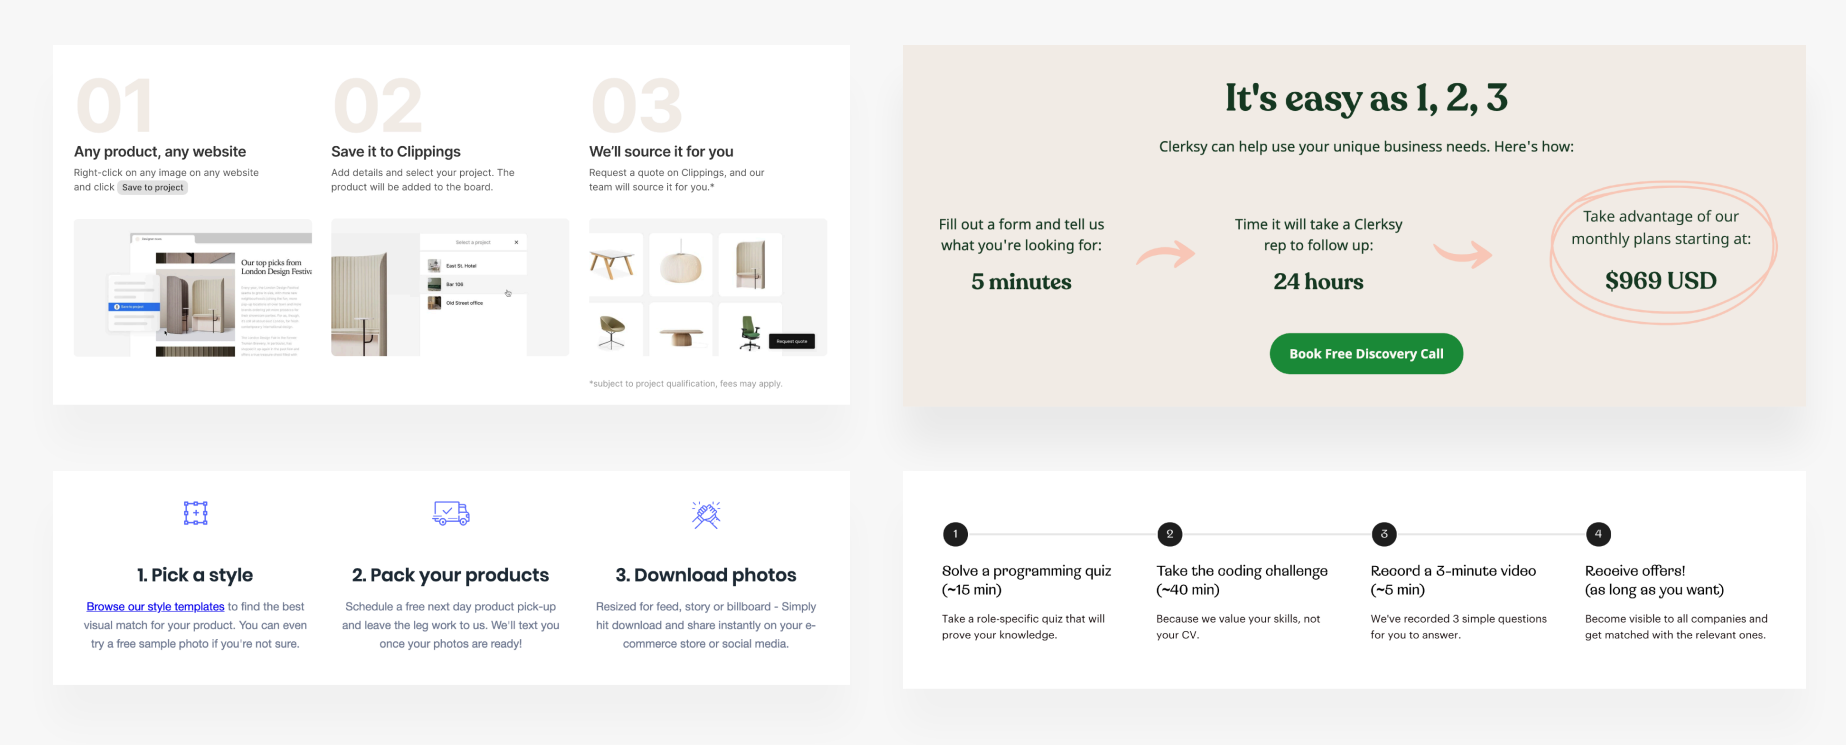 01
Any product, any website
Right-click on any image on any website
and click Save to project
Our top picks from
London Design Festiva
Save to project
02
Save it to Clippings
Add details and select your project. The
product will be added to the board.
Select a project
East St. Hotel
Bar 106
Old Street office
03
We'll source it for you
Request a quote on Clippings, and our
team will source it for you.*
Request quote
*subject to project qualification, fees may apply.
It's easy as 1, 2, 3
Clerksy can help use your unique business needs. Here's how:
Fill out a form and tell us
what you're looking for:
5 minutes
Time it will take a Clerksy
rep to follow up:
24 hours
Take advantage of our
monthly plans starting at:
$969 USD
Book Free Discovery Call
1. Pick a style
Browse our style templates to find the best
visual match for your product. You can even
try a free sample photo if you're not sure.
2. Pack your products
Schedule a free next day product pick-up
and leave the leg work to us. We'll text you
once your photos are ready!
3. Download photos
Resized for feed, story or billboard - Simply
hit download and share instantly on your e-
commerce store or social media.
1
Solve a programming quiz
(~15 min)
Take a role-specific quiz that will
prove your knowledge.
2
Take the coding challenge
(~40 min)
Because we value your skills, not
your CV.
3
Record a 3-minute video
(~5 min)
We've recorded 3 simple questions
for you to answer.
4
Receive offers!
(as long as you want)
Become visible to all companies and
get matched with the relevant ones.